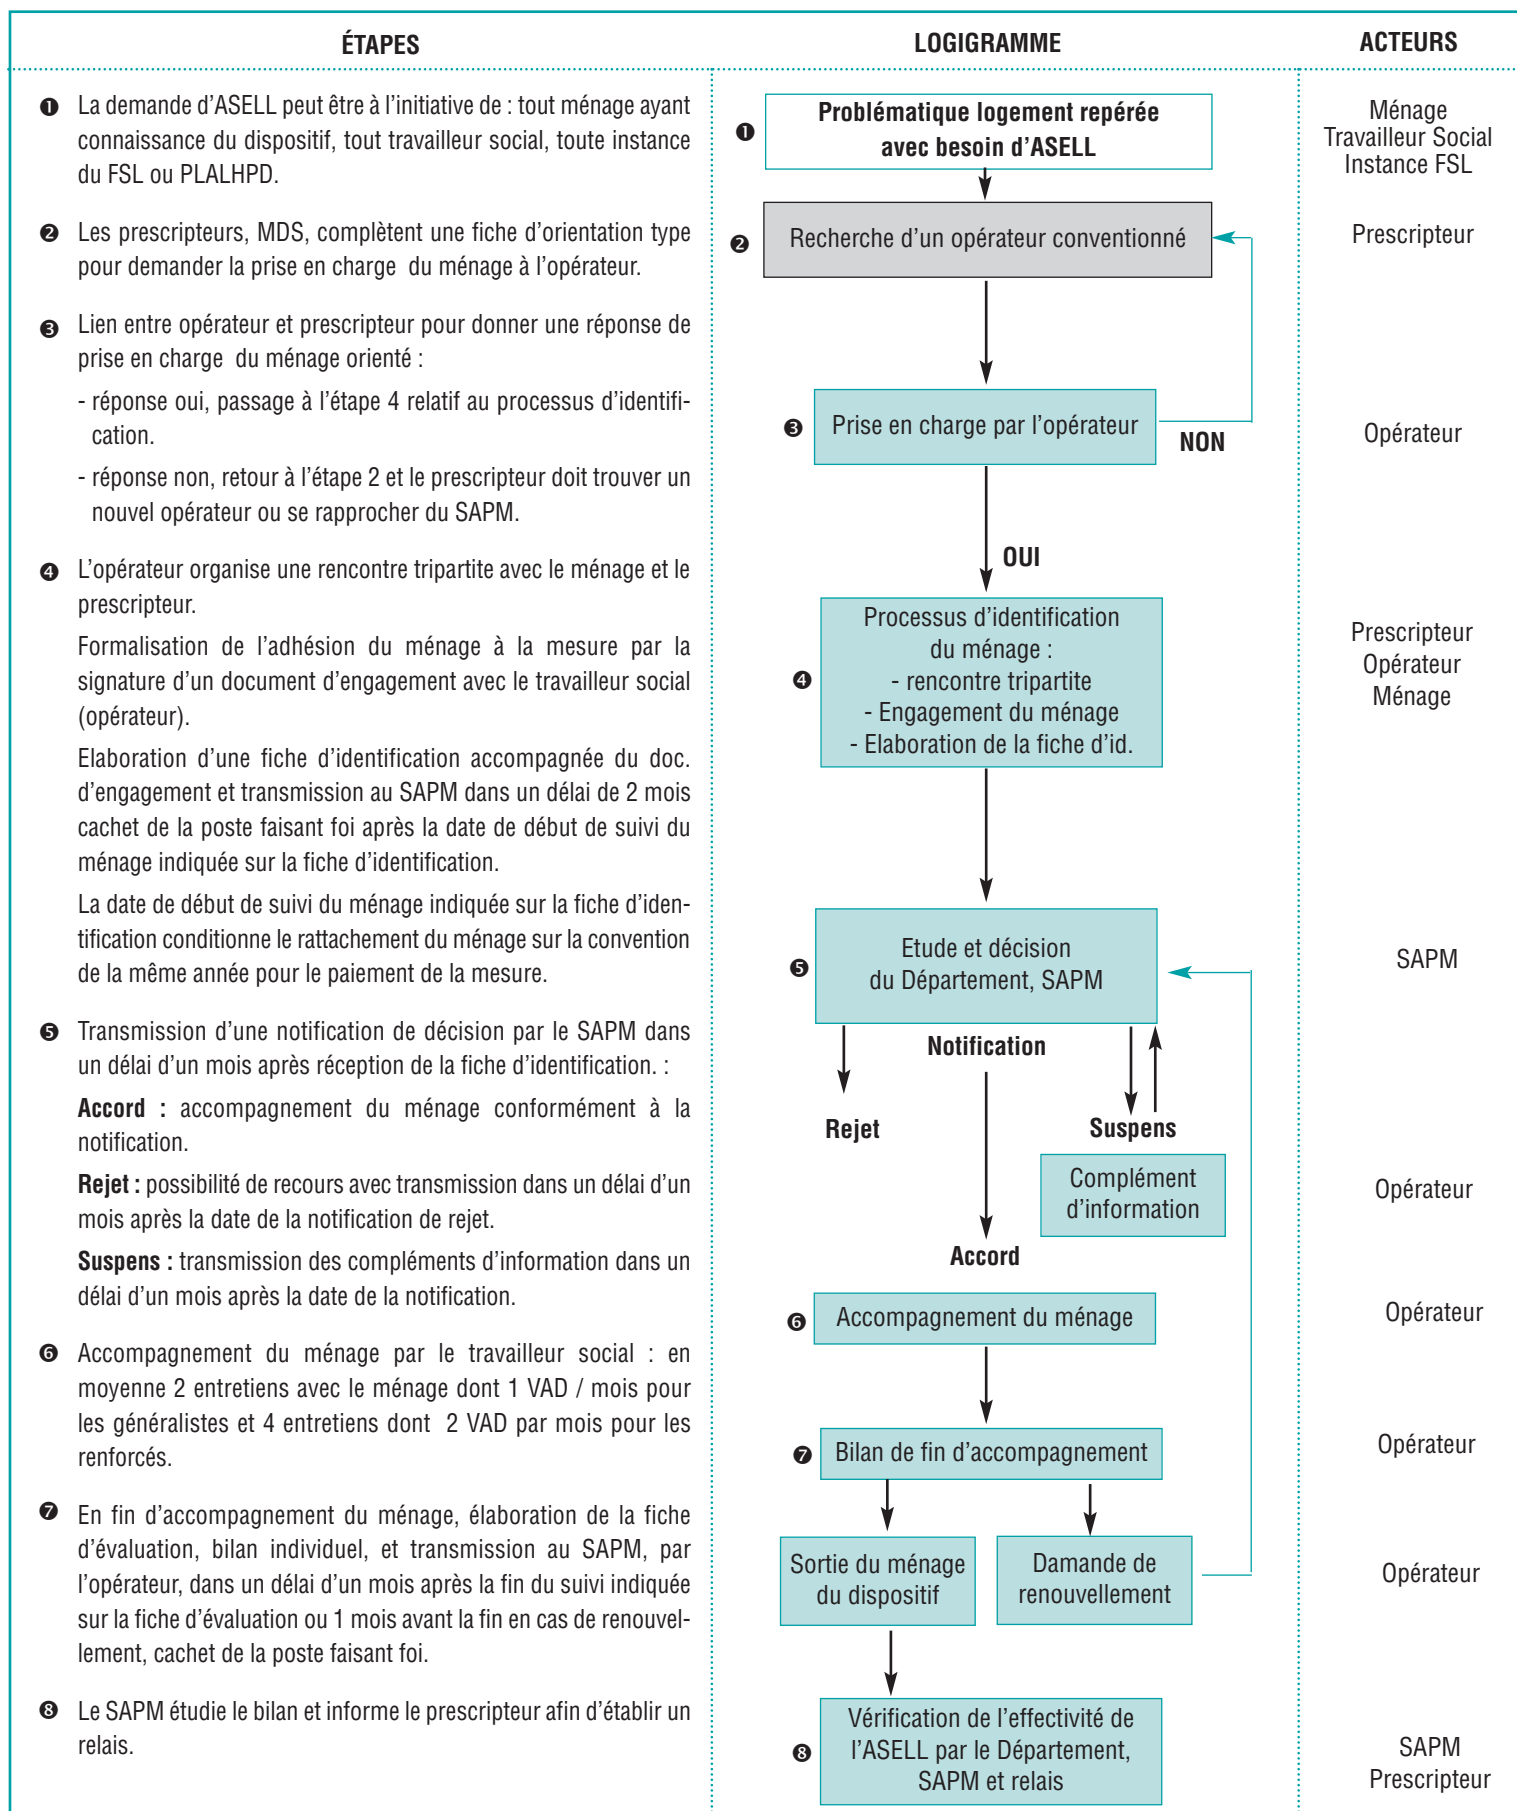 ÉTAPES
❶ La demande d’ASELL peut être à l’initiative de : tout ménage ayant
connaissance du dispositif, tout travailleur social, toute instance
du FSL ou PLALHPD.
❷ Les prescripteurs, MDS, complètent une fiche d’orientation type
pour demander la prise en charge du ménage à l’opérateur.
❸ Lien entre opérateur et prescripteur pour donner une réponse de
prise en charge du ménage orienté :
- réponse oui, passage à l’étape 4 relatif au processus d’identifi-
cation.
- réponse non, retour à l’étape 2 et le prescripteur doit trouver un
nouvel opérateur ou se rapprocher du SAPM.
❹ L’opérateur organise une rencontre tripartite avec le ménage et le
prescripteur.
Formalisation de l’adhésion du ménage à la mesure par la
signature d’un document d’engagement avec le travailleur social
(opérateur).
Elaboration d’une fiche d’identification accompagnée du doc.
d’engagement et transmission au SAPM dans un délai de 2 mois
cachet de la poste faisant foi après la date de début de suivi du
ménage indiquée sur la fiche d’identification.
La date de début de suivi du ménage indiquée sur la fiche d’iden-
tification conditionne le rattachement du ménage sur la convention
de la même année pour le paiement de la mesure.
❺ Transmission d’une notification de décision par le SAPM dans
un délai d’un mois après réception de la fiche d’identification. :
Accord : accompagnement du ménage conformément à la
notification.
Rejet : possibilité de recours avec transmission dans un délai d’un
mois après la date de la notification de rejet.
Suspens : transmission des compléments d’information dans un
délai d’un mois après la date de la notification.
❻ Accompagnement du ménage par le travailleur social : en
moyenne 2 entretiens avec le ménage dont 1 VAD / mois pour
les généralistes et 4 entretiens dont 2 VAD par mois pour les
renforcés.
❼ En fin d’accompagnement du ménage, élaboration de la fiche
d’évaluation, bilan individuel, et transmission au SAPM, par
l’opérateur, dans un délai d’un mois après la fin du suivi indiquée
sur la fiche d’évaluation ou 1 mois avant la fin en cas de renouvel-
lement, cachet de la poste faisant foi.
❽ Le SAPM étudie le bilan et informe le prescripteur afin d’établir un
relais.
LOGIGRAMME
❶ Problématique logement repérée
avec besoin d’ASELL
❷ Recherche d’un opérateur conventionné
❸ Prise en charge par l’opérateur
NON
OUI
❹ Processus d’identification
du ménage :
- rencontre tripartite
- Engagement du ménage
- Elaboration de la fiche d’id.
❺ Etude et décision
du Département, SAPM
Notification
Rejet
Suspens
Complément
d’information
Accord
❻ Accompagnement du ménage
❼ Bilan de fin d’accompagnement
Sortie du ménage
du dispositif
Damande de
renouvellement
❽ Vérification de l’effectivité de
l’ASELL par le Département,
SAPM et relais
ACTEURS
Ménage
Travailleur Social
Instance FSL
Prescripteur
Opérateur
Prescripteur
Opérateur
Ménage
SAPM
Opérateur
Opérateur
Opérateur
Opérateur
SAPM
Prescripteur